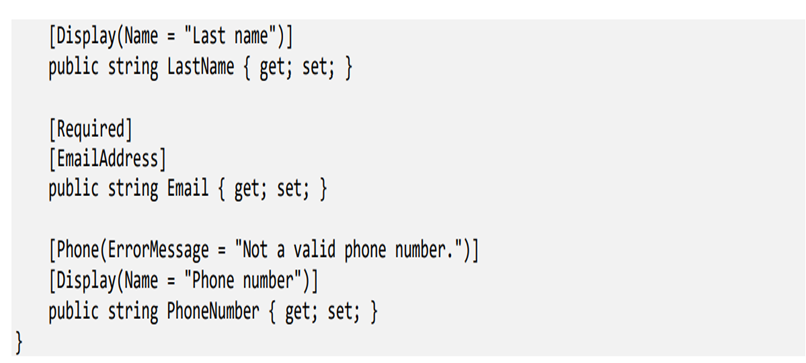 [Display(Name = "Last name")]
public string LastName { get; set; }
[Required]
[EmailAddress]
public string Email { get; set; }
[Phone(ErrorMessage = "Not a valid phone number.")]
[Display(Name = "Phone number")]
public string PhoneNumber { get; set; }
}